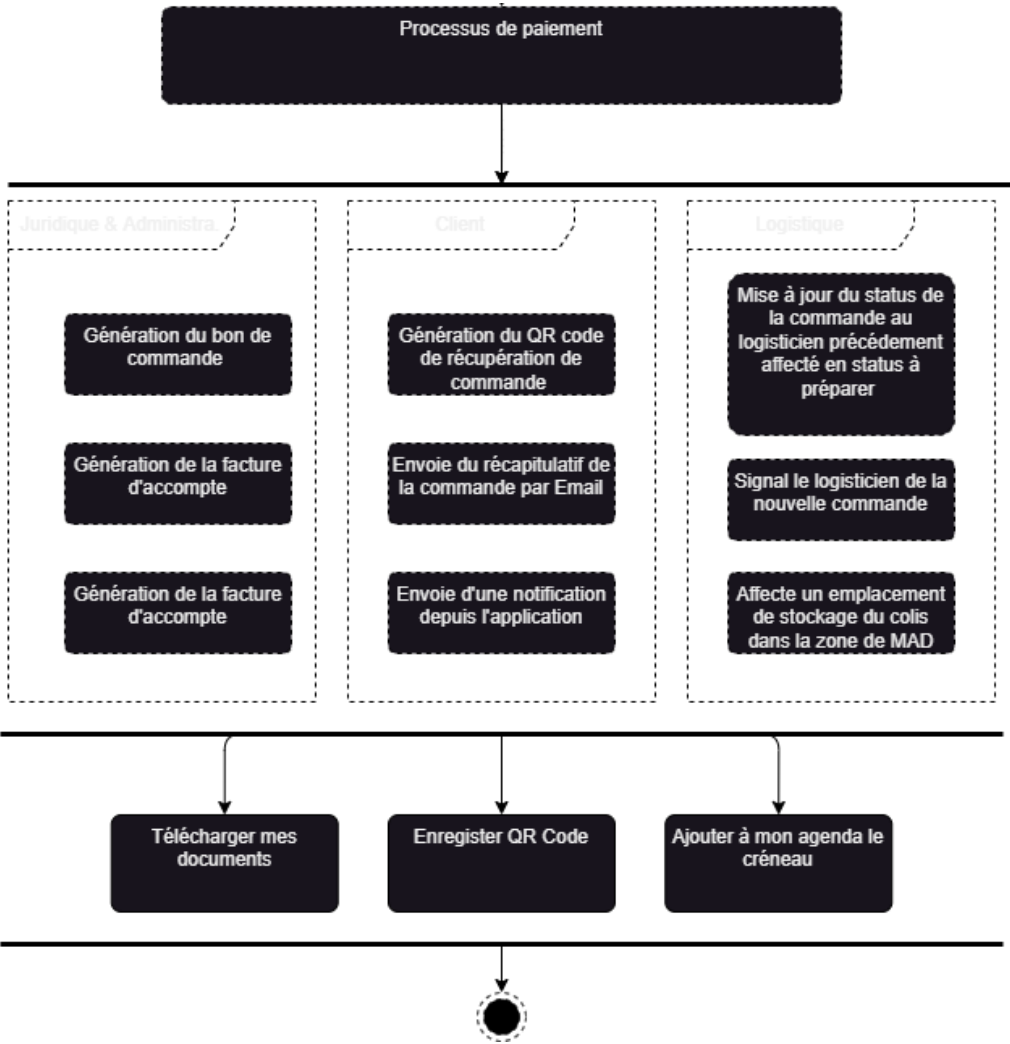 Processus de paiement
Juridique & Administra.
Génération du bon de
commande
Génération de la facture
d'accompte
Génération de la facture
d'accompte
Client
Génération du QR code
de récupération de
commande
Envoie du récapitulatif de
la commande par Email
Envoie d'une notification
depuis l'application
Logistique
Mise à jour du status de
la commande au
logisticien précédement
affecté en status à
préparer
Signal le logisticien de la
nouvelle commande
Affecte un emplacement
de stockage du colis
dans la zone de MAD
Télécharger mes
documents
Enregister QR Code
Ajouter à mon agenda le
créneau